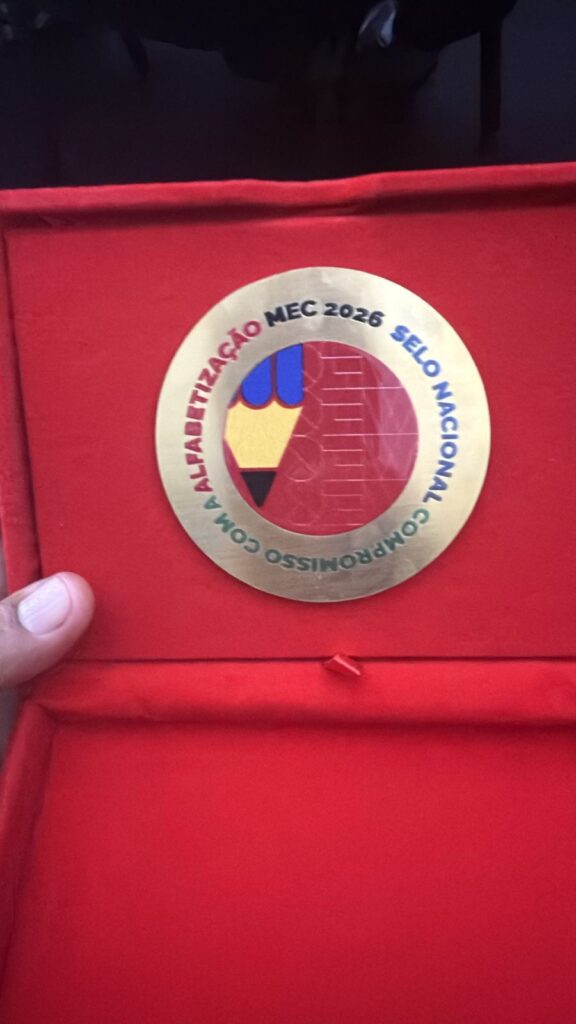 MEC 2026
SELO NACIONAL
COMPROMISSO COM A
ALFABETIZAÇÃO